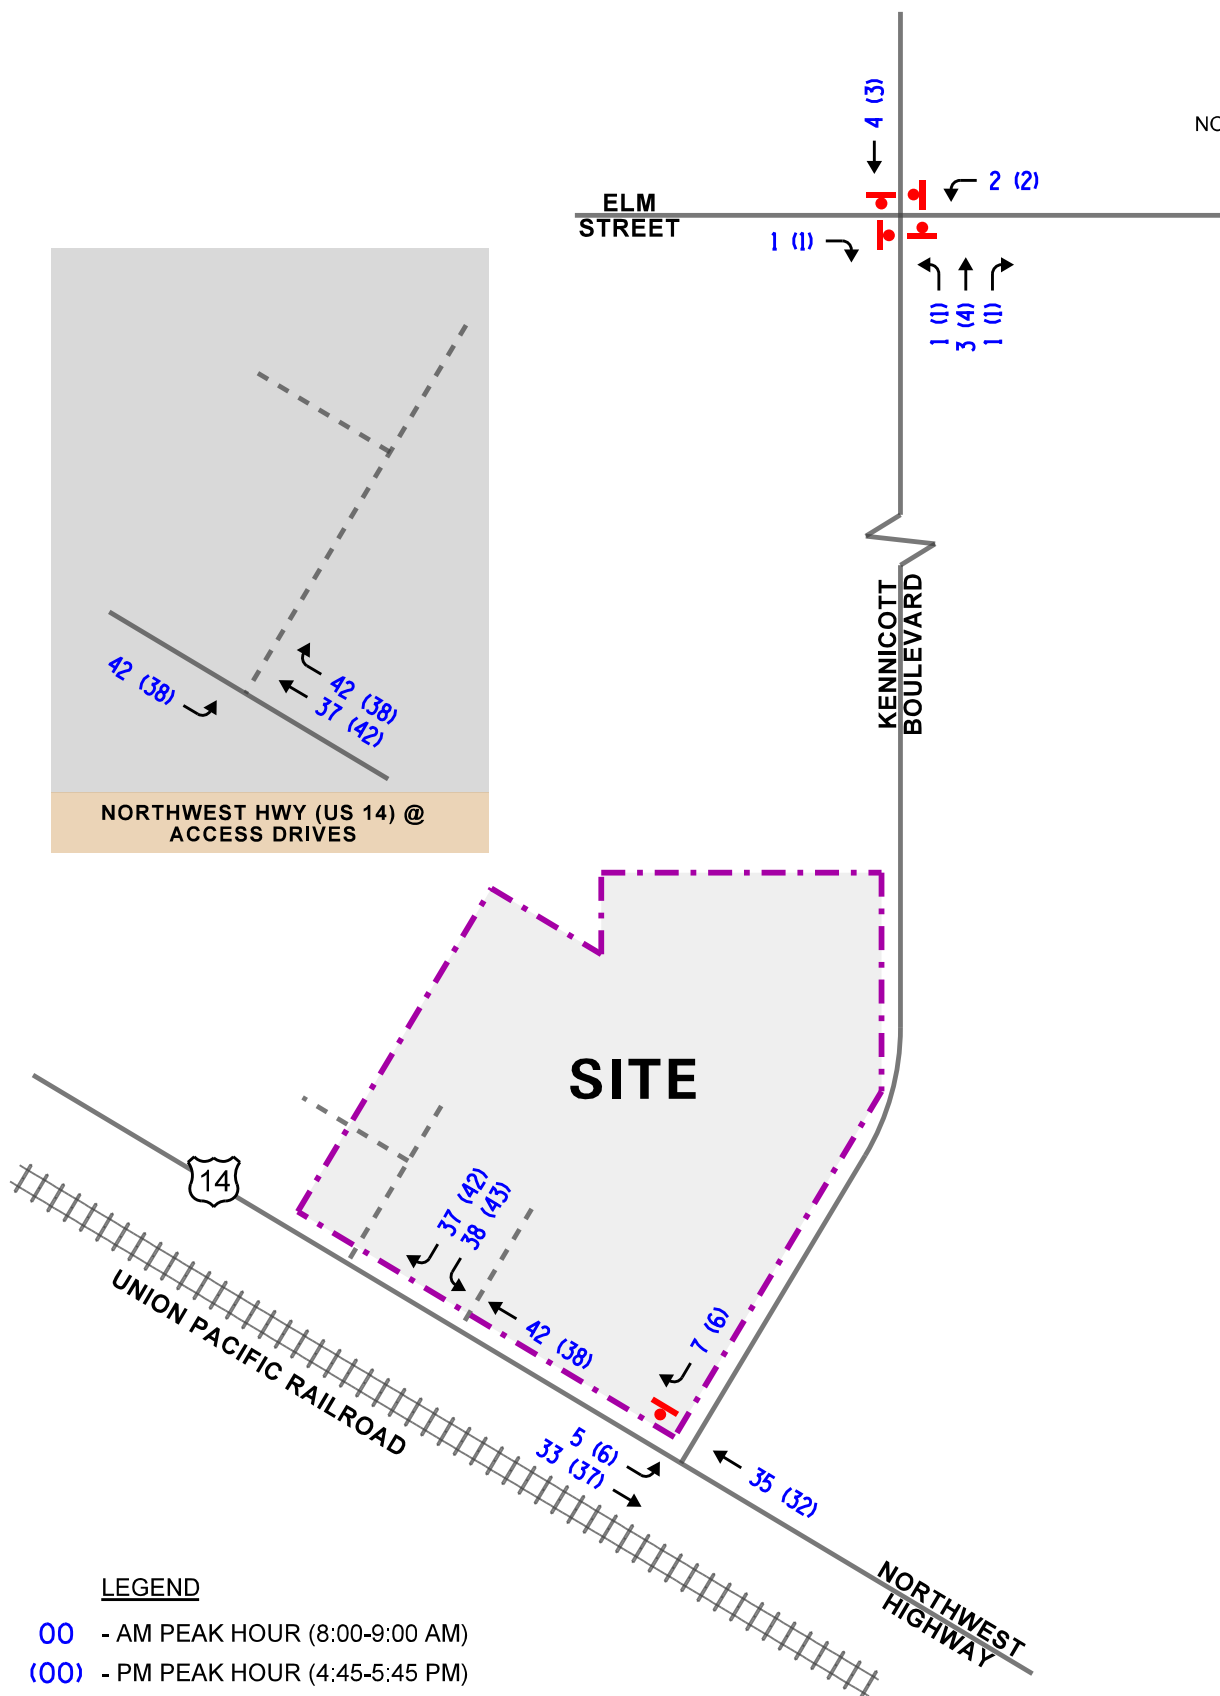 4 (3)
NO
2 (2)
ELM
STREET
1 (1)
1 (1)
3 (4)
1 (1)
KENNICOTT
BOULEVARD
42 (38)
42 (38)
37 (42)
NORTHWEST HWY (US 14) @
ACCESS DRIVES
SITE
14
37 (42)
38 (43)
42 (38)
7 (6)
UNION PACIFIC RAILROAD
5 (6)
33 (37)
35 (32)
NORTHWEST
HIGHWAY
LEGEND
00 - AM PEAK HOUR (8:00-9:00 AM)
(00) - PM PEAK HOUR (4:45-5:45 PM)